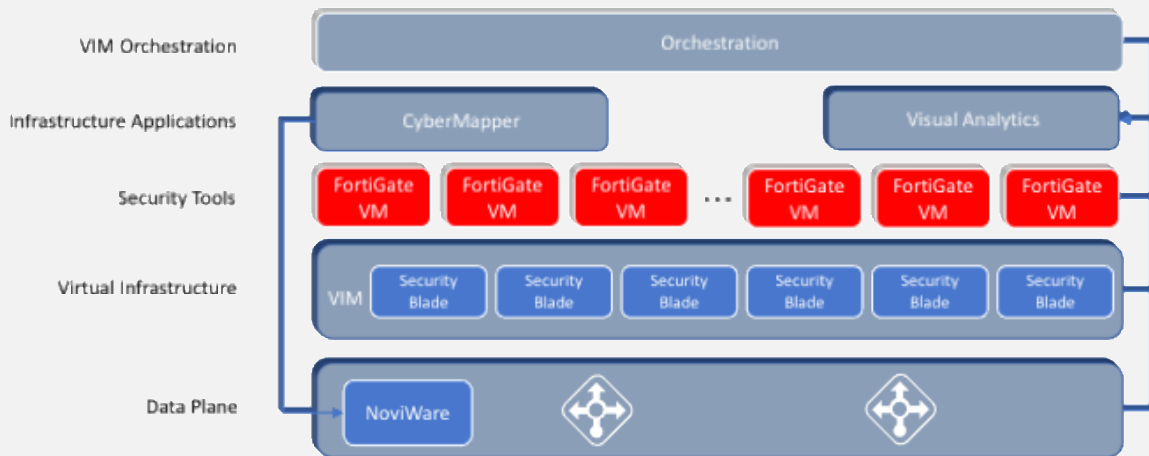 VIM Orchestration
Orchestration
Infrastructure Applications
CyberMapper
Visual Analytics
Security Tools
FortiGate
VM
FortiGate
VM
FortiGate
VM
...
FortiGate
VM
FortiGate
VM
FortiGate
VM
Virtual Infrastructure
VIM
Security
Blade
Security
Blade
Security
Blade
Security
Blade
Security
Blade
Security
Blade
Data Plane
NoviWare